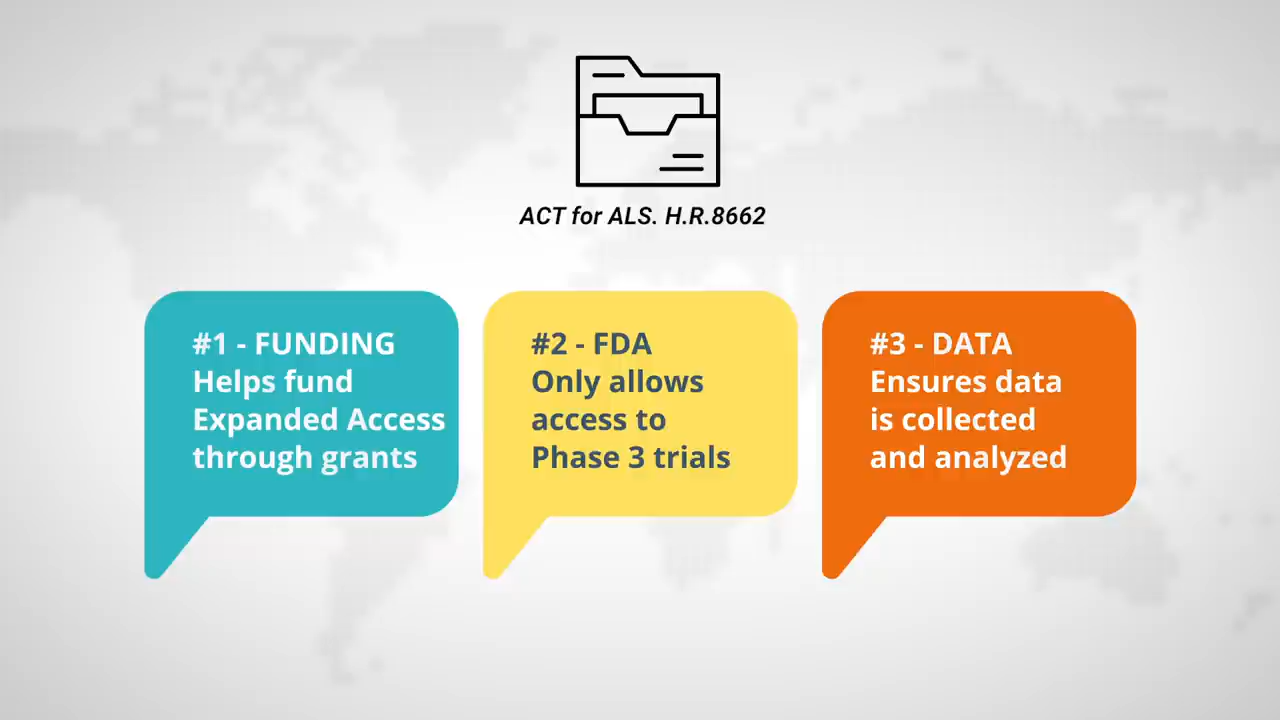 ACT for ALS. H.R.8662
#1 - FUNDING
Helps fund
Expanded Access
through grants
#2 - FDA
Only allows
access to
Phase 3 trials
#3 - DATA
Ensures data
is collected
and analyzed